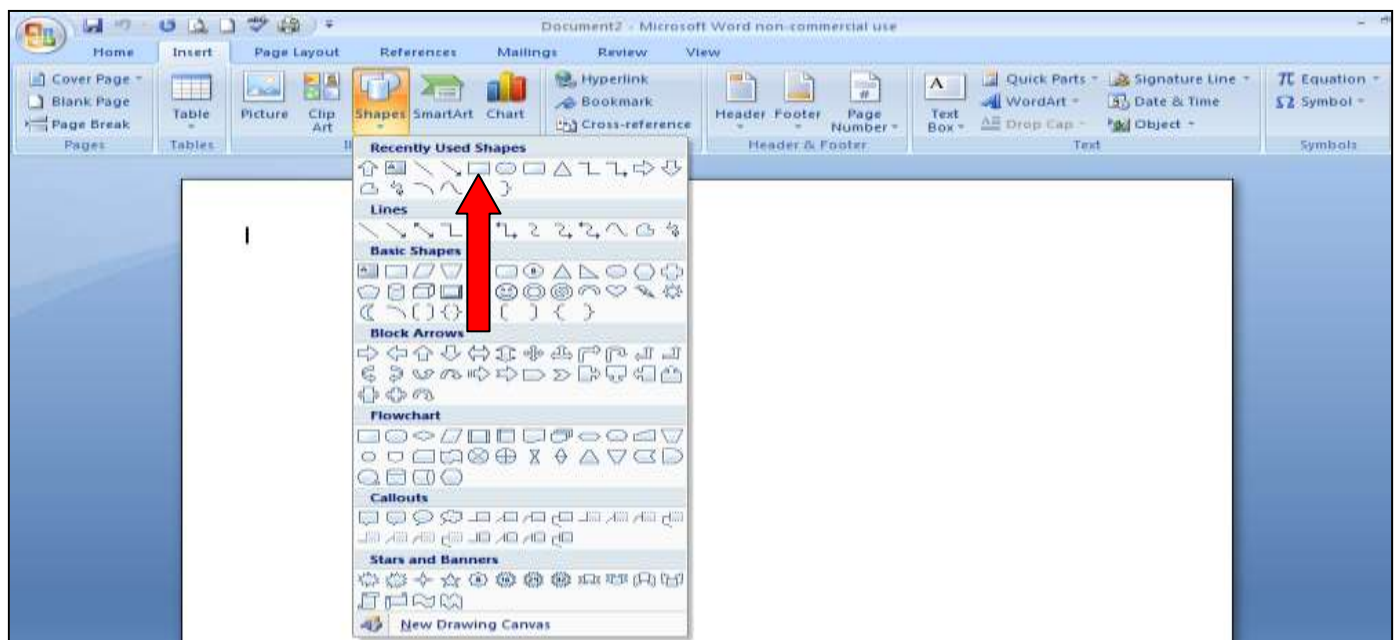 Document2 - Microsoft Word non-commercial use
Home Insert Page Layout References Mailings Review View
Cover Page
Blank Page
Page Break
Pages
Table
Tables
Picture
Clip Art
Shapes
SmartArt
Chart
Hyperlink
Bookmark
Cross-reference
Header
Footer
Page Number
Header & Footer
Text Box
Quick Parts
WordArt
Drop Cap
Signature Line
Date & Time
Object
Text
π Equation
Ω Symbol
Symbols
Recently Used Shapes
Lines
Basic Shapes
Block Arrows
Flowchart
Callouts
Stars and Banners
New Drawing Canvas